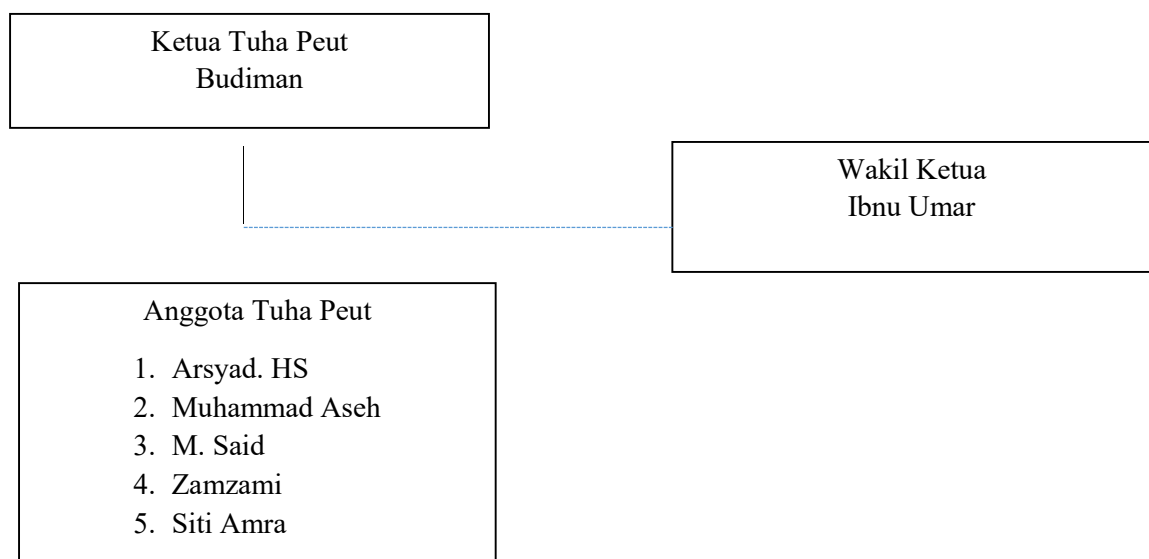 Ketua Tuha Peut
Budiman
Wakil Ketua
Ibnu Umar
Anggota Tuha Peut
1. Arsyad. HS
2. Muhammad Aseh
3. M. Said
4. Zamzami
5. Siti Amra